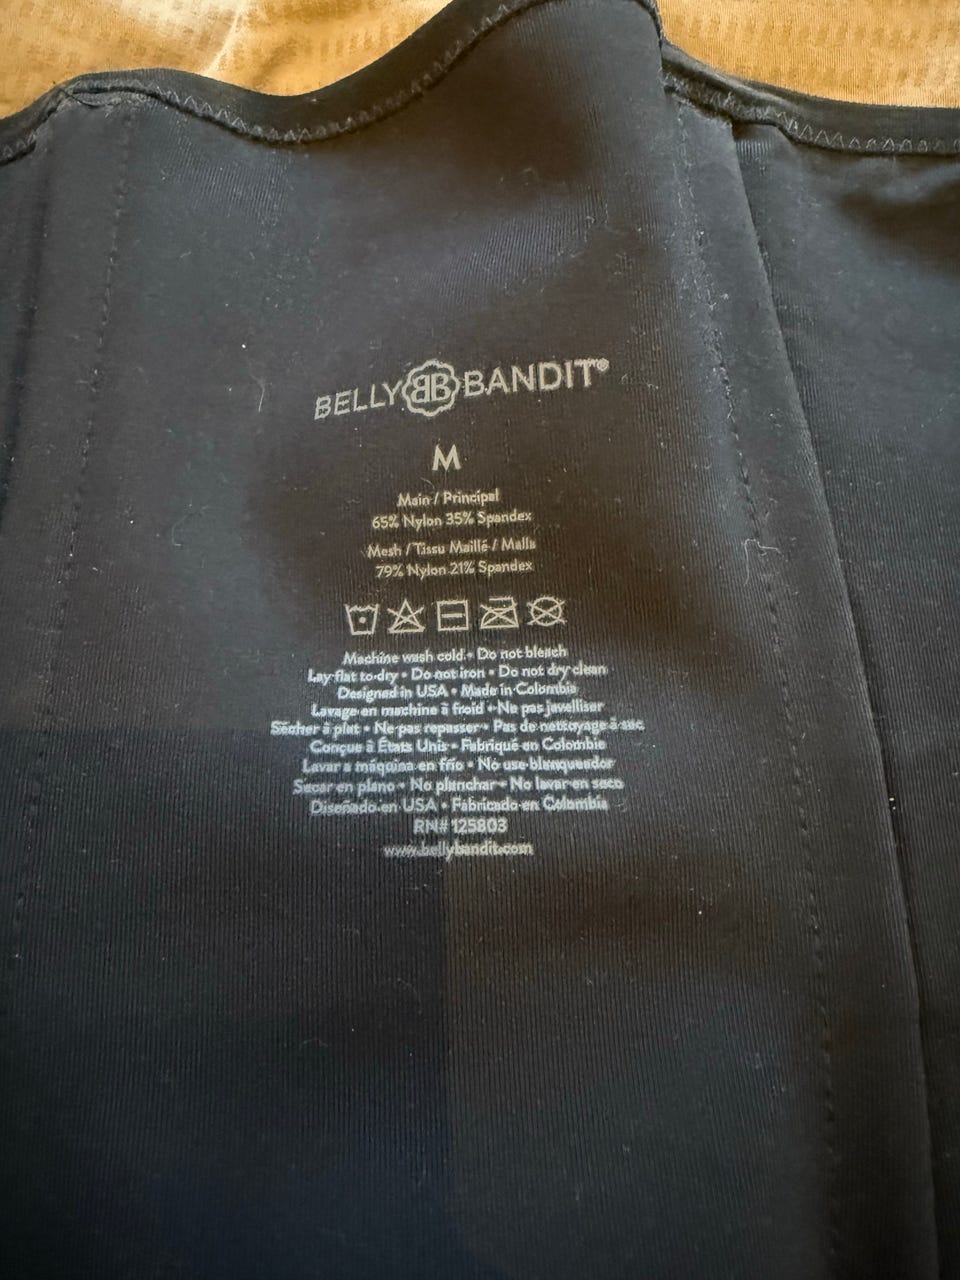 BELLY BB BANDIT®
M
Main / Principal
65% Nylon 35% Spandex
Mesh / Tissu Maillé / Malla
79% Nylon 21% Spandex
Machine wash cold • Do not bleach
Lay flat to dry • Do not iron • Do not dry clean
Designed in USA • Made in Colombia
Lavage en machine à froid • Ne pas javelliser
Sécher à plat • Ne pas repasser • Pas de nettoyage à sec
Conçue à États Unis • Fabriqué en Colombie
Lavar a máquina en frío • No use blanqueador
Secar en plano • No planchar • No lavar en seco
Diseñado en USA • Fabricado en Colombia
RN# 125803
www.bellybandit.com